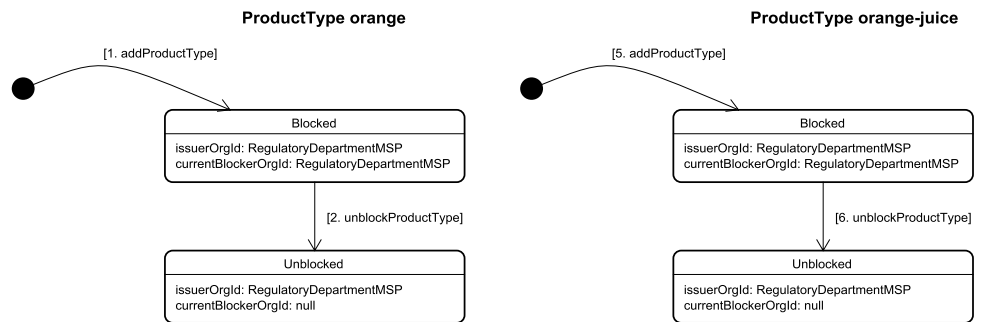 ProductType orange
[1. addProductType]
Blocked
issuerOrgId: RegulatoryDepartmentMSP
currentBlockerOrgId: RegulatoryDepartmentMSP
[2. unblockProductType]
Unblocked
issuerOrgId: RegulatoryDepartmentMSP
currentBlockerOrgId: null
ProductType orange-juice
[5. addProductType]
Blocked
issuerOrgId: RegulatoryDepartmentMSP
currentBlockerOrgId: RegulatoryDepartmentMSP
[6. unblockProductType]
Unblocked
issuerOrgId: RegulatoryDepartmentMSP
currentBlockerOrgId: null